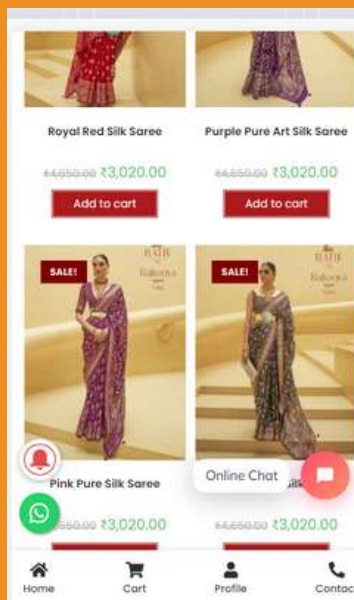 Royal Red Silk Saree
Purple Pure Art Silk Saree
₹4,650.00 ₹3,020.00
₹4,650.00 ₹3,020.00
Add to cart
Add to cart
SALE!
SALE!
Pink Pure Silk Saree
Online Chat
₹3,020.00
₹4,650.00 ₹3,020.00
Home
Cart
Profile
Contac